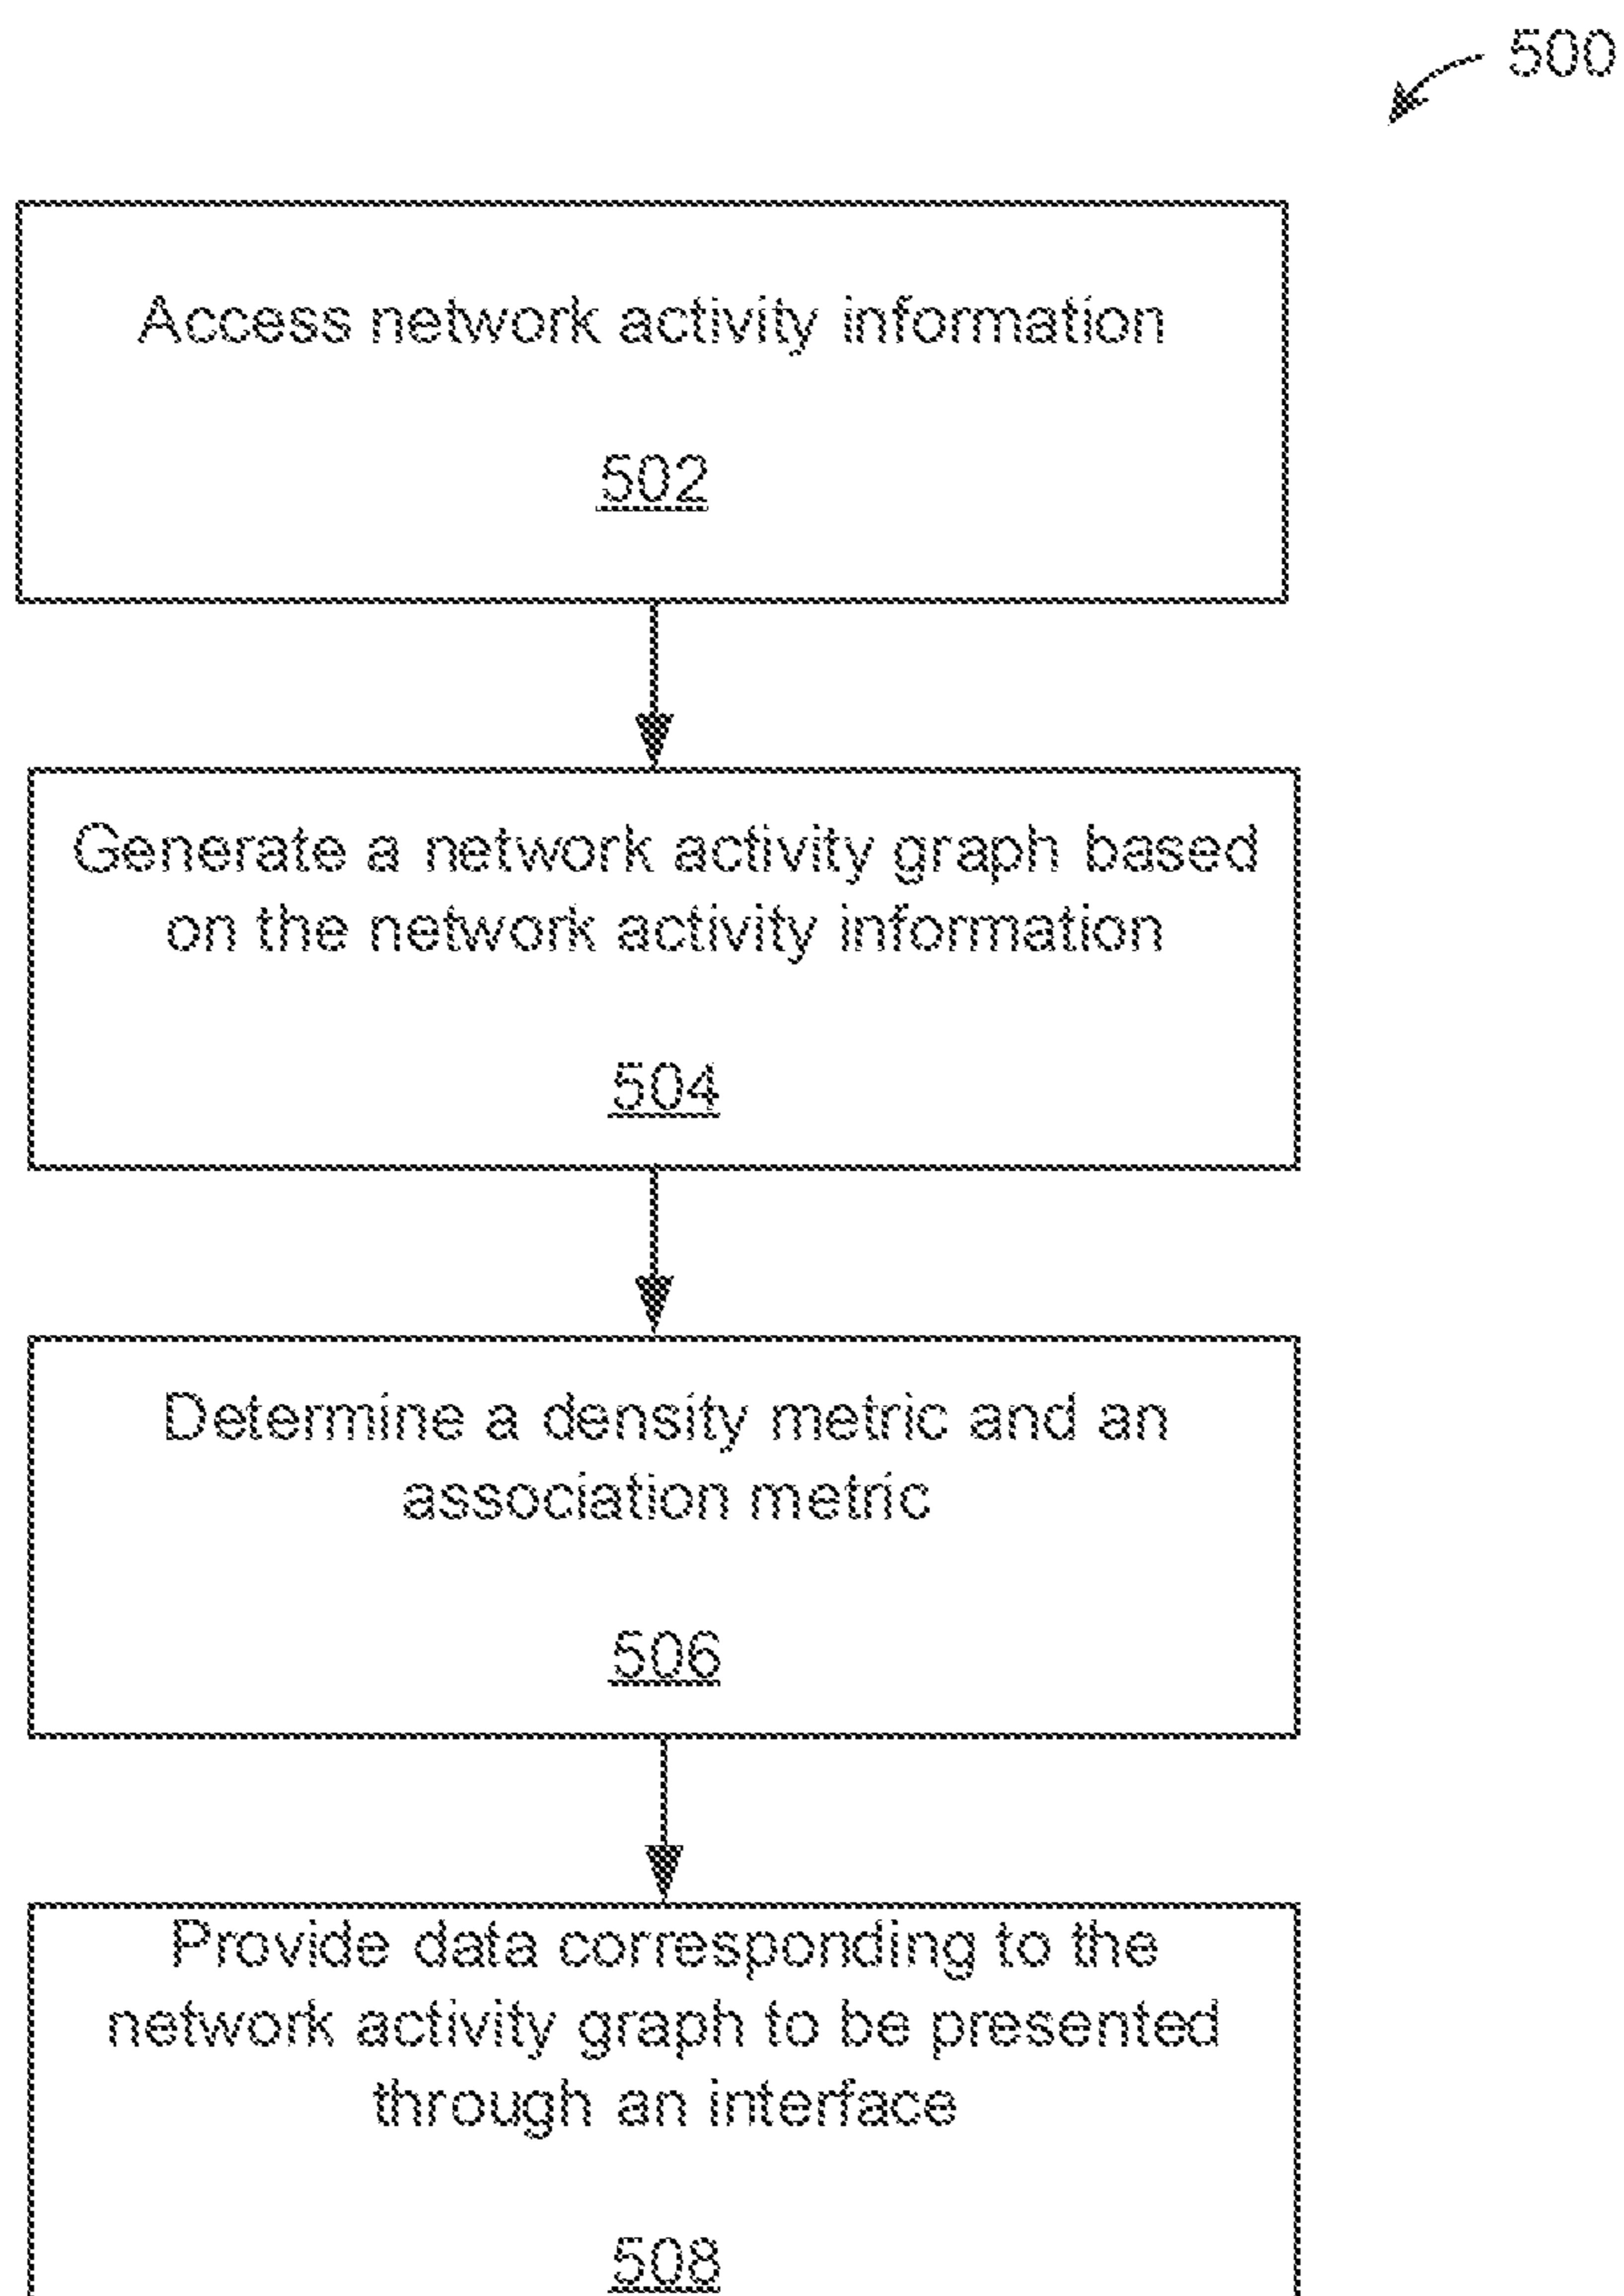 500
Access network activity information
502
Generate a network activity graph based
on the network activity information
504
Determine a density metric and an
association metric
506
Provide data corresponding to the
network activity graph to be presented
through an interface
508